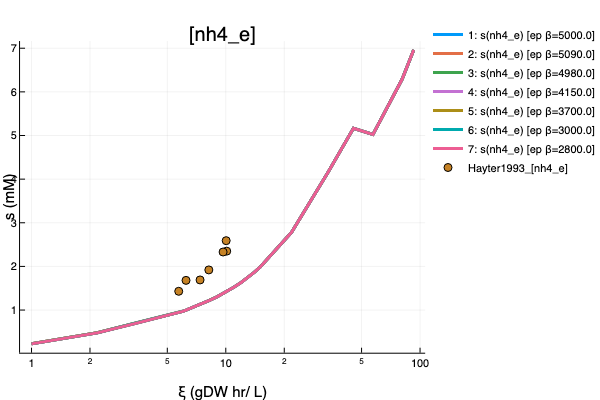 [nh4_e]
1: s(nh4_e) [ep β=5000.0]
2: s(nh4_e) [ep β=5090.0]
3: s(nh4_e) [ep β=4980.0]
4: s(nh4_e) [ep β=4150.0]
5: s(nh4_e) [ep β=3700.0]
6: s(nh4_e) [ep β=3000.0]
7: s(nh4_e) [ep β=2800.0]
Hayter1993_[nh4_e]
s (mM)
7
6
5
4
3
2
1
1 2 5 10 2 5 100
ξ (gDW hr/ L)